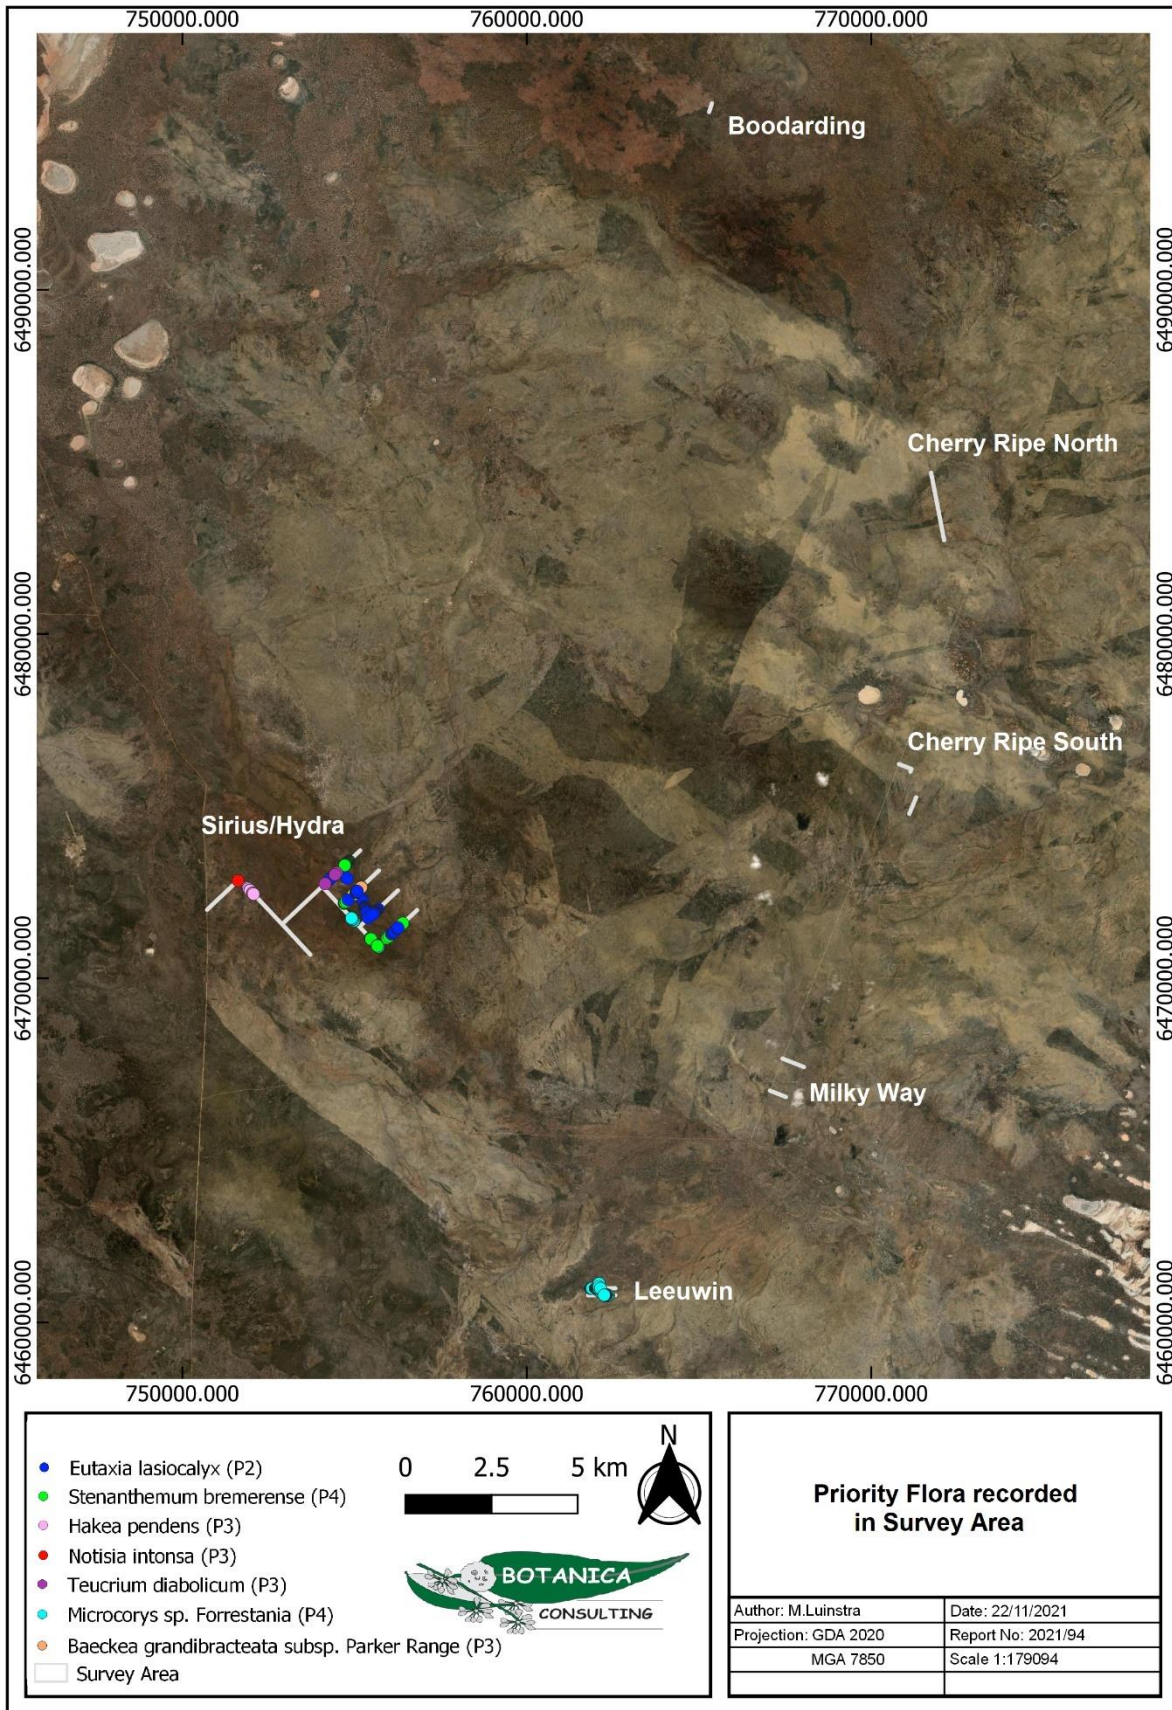 750000.000 760000.000 770000.000
Boodarding
6490000.000 6490000.000
Cherry Ripe North
6480000.000 6480000.000
Cherry Ripe South
Sirius/Hydra
6470000.000 6470000.000
Milky Way
Leeuwin
6460000.000 6460000.000
750000.000 760000.000 770000.000
Eutaxia lasiocalyx (P2)
Stenanthemum bremerense (P4)
Hakea pendens (P3)
Notisia intonsa (P3)
Teucrium diabolicum (P3)
Microcorys sp. Forrestania (P4)
Baeckea grandibracteata subsp. Parker Range (P3)
Survey Area
0 2.5 5 km
N
BOTANICA
CONSULTING
Priority Flora recorded
in Survey Area
Author: M.Luinstra Date: 22/11/2021
Projection: GDA 2020 Report No: 2021/94
MGA 7850 Scale 1:179094